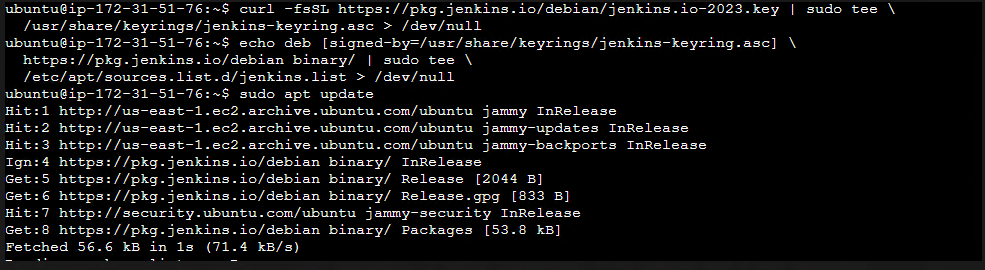 ubuntu@ip-172-31-51-76:~$ curl -fsSL https://pkg.jenkins.io/debian/jenkins.io-2023.key | sudo tee \
  /usr/share/keyrings/jenkins-keyring.asc > /dev/null
ubuntu@ip-172-31-51-76:~$ echo deb [signed-by=/usr/share/keyrings/jenkins-keyring.asc] \
  https://pkg.jenkins.io/debian binary/ | sudo tee \
  /etc/apt/sources.list.d/jenkins.list > /dev/null
ubuntu@ip-172-31-51-76:~$ sudo apt update
Hit:1 http://us-east-1.ec2.archive.ubuntu.com/ubuntu jammy InRelease
Hit:2 http://us-east-1.ec2.archive.ubuntu.com/ubuntu jammy-updates InRelease
Hit:3 http://us-east-1.ec2.archive.ubuntu.com/ubuntu jammy-backports InRelease
Ign:4 https://pkg.jenkins.io/debian binary/ InRelease
Get:5 https://pkg.jenkins.io/debian binary/ Release [2044 B]
Get:6 https://pkg.jenkins.io/debian binary/ Release.gpg [833 B]
Hit:7 http://security.ubuntu.com/ubuntu jammy-security InRelease
Get:8 https://pkg.jenkins.io/debian binary/ Packages [53.8 kB]
Fetched 56.6 kB in 1s (71.4 kB/s)